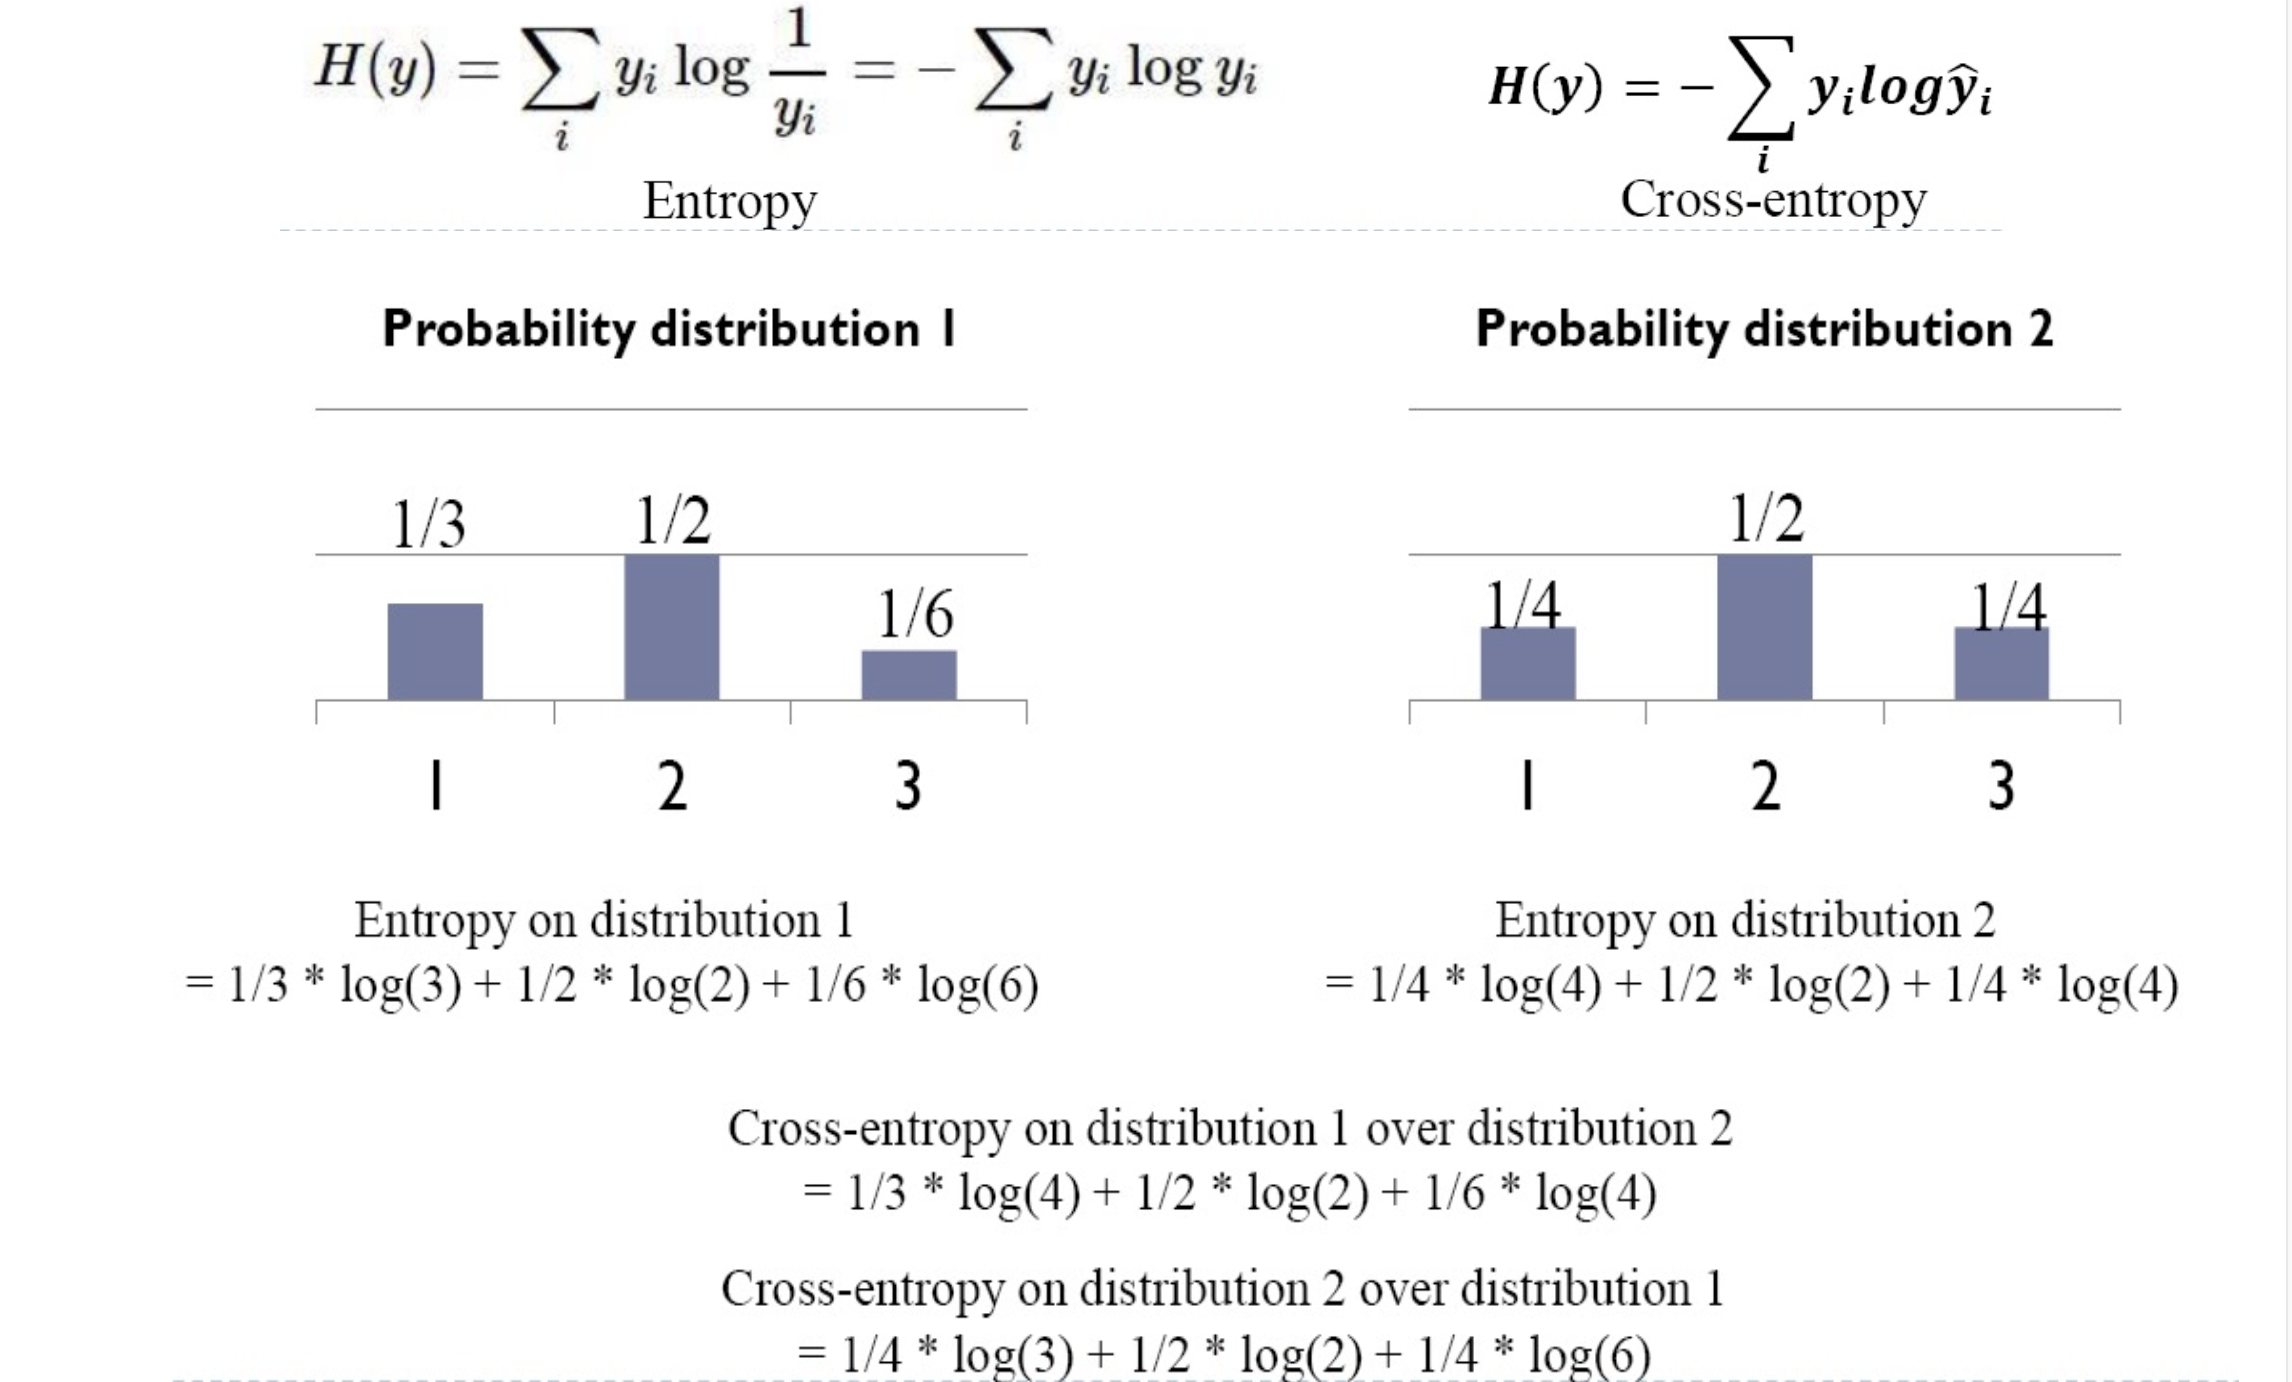 H(y) = ∑_i y_i log 1/y_i = − ∑_i y_i log y_i
Entropy
H(y) = − ∑_i y_i log ŷ_i
Cross-entropy
Probability distribution 1
1/3
1/2
1/6
1 2 3
Probability distribution 2
1/4
1/2
1/4
1 2 3
Entropy on distribution 1
= 1/3 * log(3) + 1/2 * log(2) + 1/6 * log(6)
Entropy on distribution 2
= 1/4 * log(4) + 1/2 * log(2) + 1/4 * log(4)
Cross-entropy on distribution 1 over distribution 2
= 1/3 * log(4) + 1/2 * log(2) + 1/6 * log(4)
Cross-entropy on distribution 2 over distribution 1
= 1/4 * log(3) + 1/2 * log(2) + 1/4 * log(6)